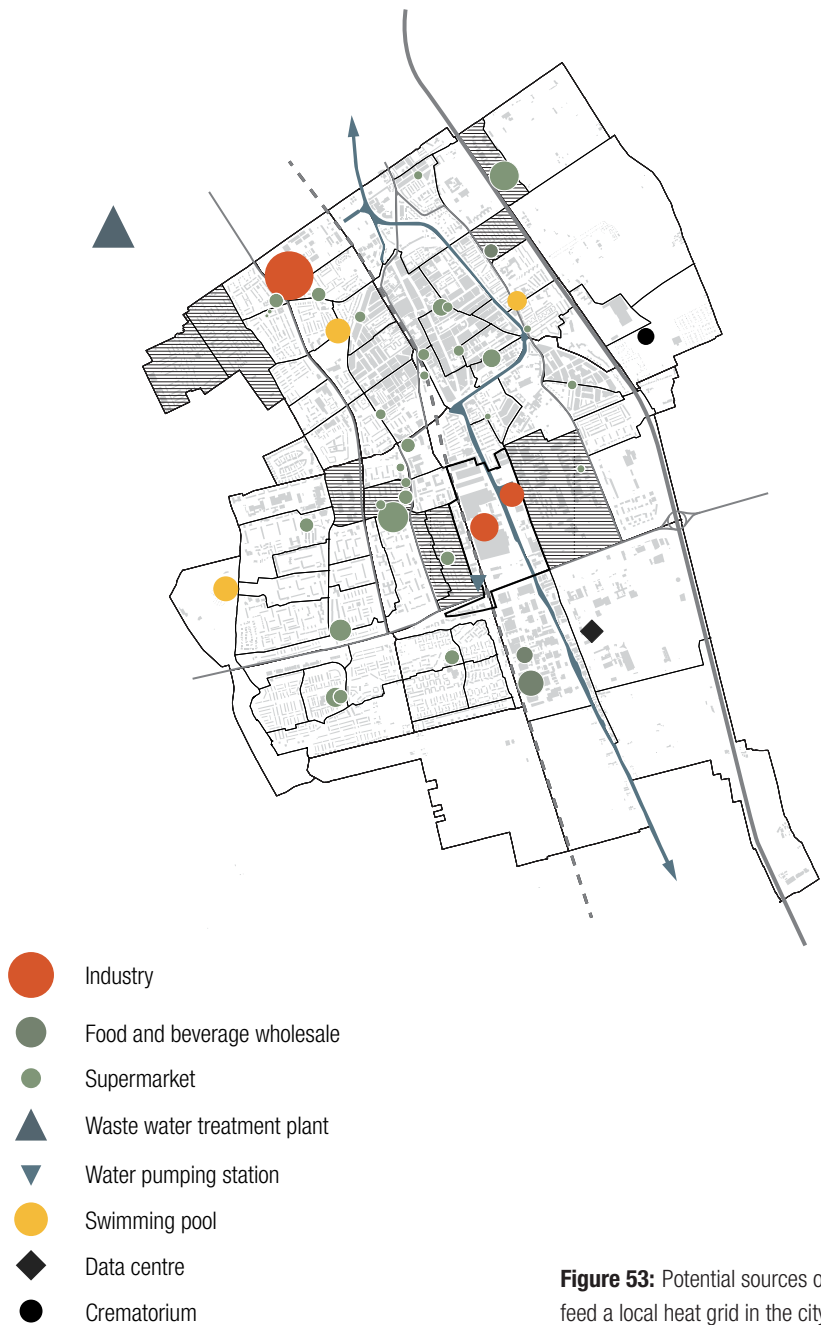 Industry
Food and beverage wholesale
Supermarket
Waste water treatment plant
Water pumping station
Swimming pool
Data centre
Crematorium
Figure 53: Potential sources o
feed a local heat grid in the city